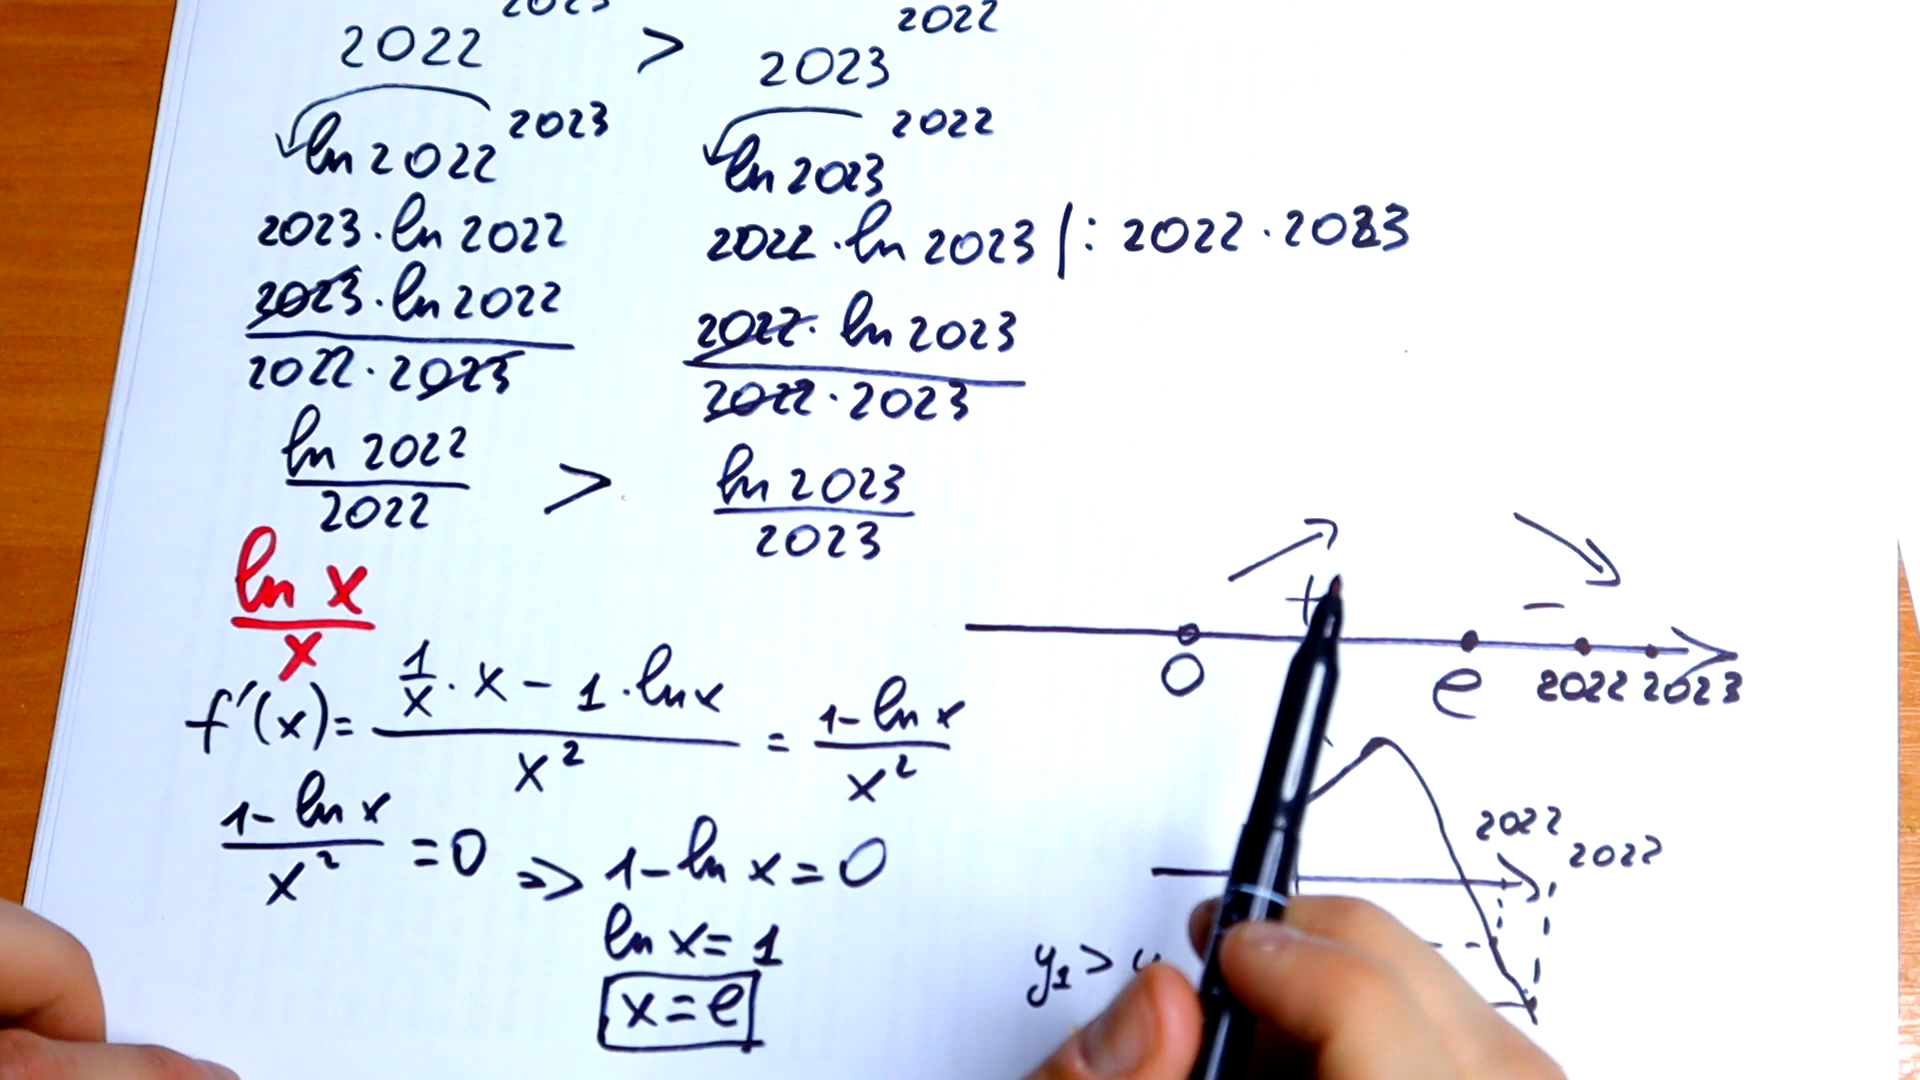 2022^2023 > 2023^2022
ln 2022^2023 ln 2023^2022
2023 · ln 2022 2022 · ln 2023 | : 2022 · 2023
2023 · ln 2022 / 2022 · 2023 2022 · ln 2023 / 2022 · 2023
ln 2022 / 2022 > ln 2023 / 2023
ln x / x
f'(x) = (1/x · x - 1 · ln x) / x² = (1 - ln x) / x²
(1 - ln x) / x² = 0 => 1 - ln x = 0
ln x = 1
x = e
+ -
0 e 2022 2023
2022 2022
y₁ >